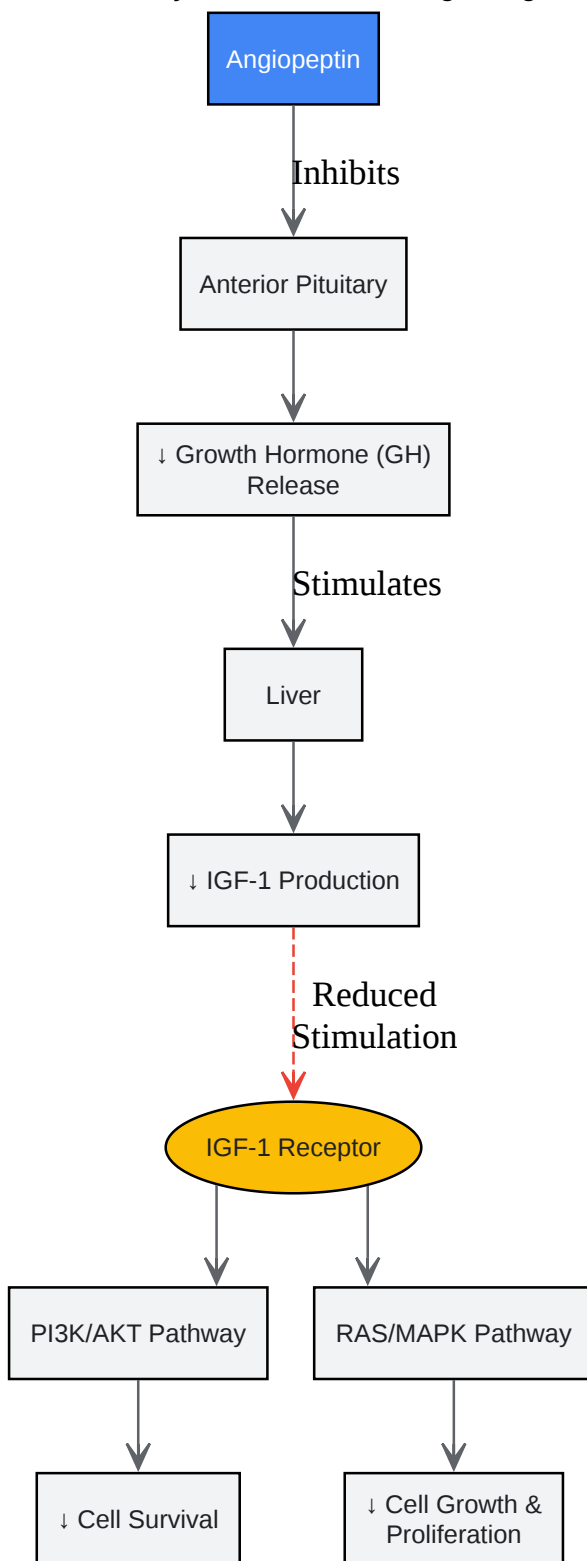 Angiopeptin
Inhibits
Anterior Pituitary
↓ Growth Hormone (GH)
Release
Stimulates
Liver
↓ IGF-1 Production
Reduced
Stimulation
IGF-1 Receptor
PI3K/AKT Pathway
RAS/MAPK Pathway
↓ Cell Survival
↓ Cell Growth &
Proliferation